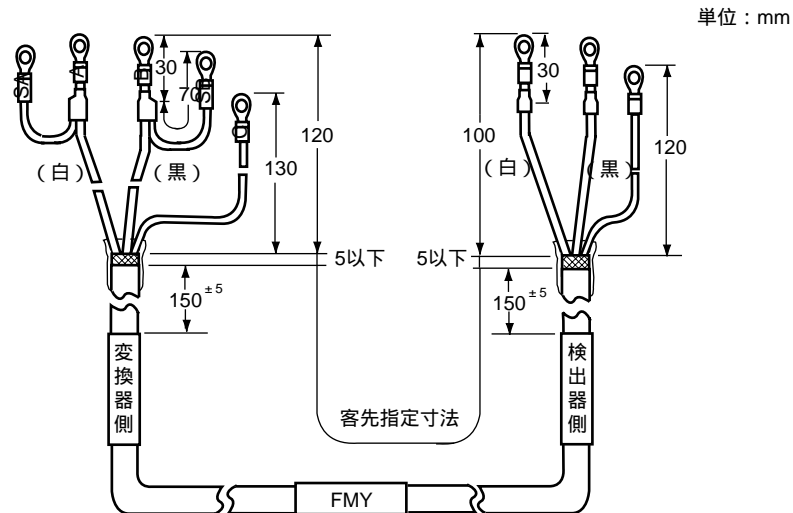 単位：mm
SA
A
B
30
70
SB
C
120
130
（白）
（黒）
5以下
150±5
変換器側
100
30
120
（白）
（黒）
5以下
150±5
検出器側
客先指定寸法
FMY